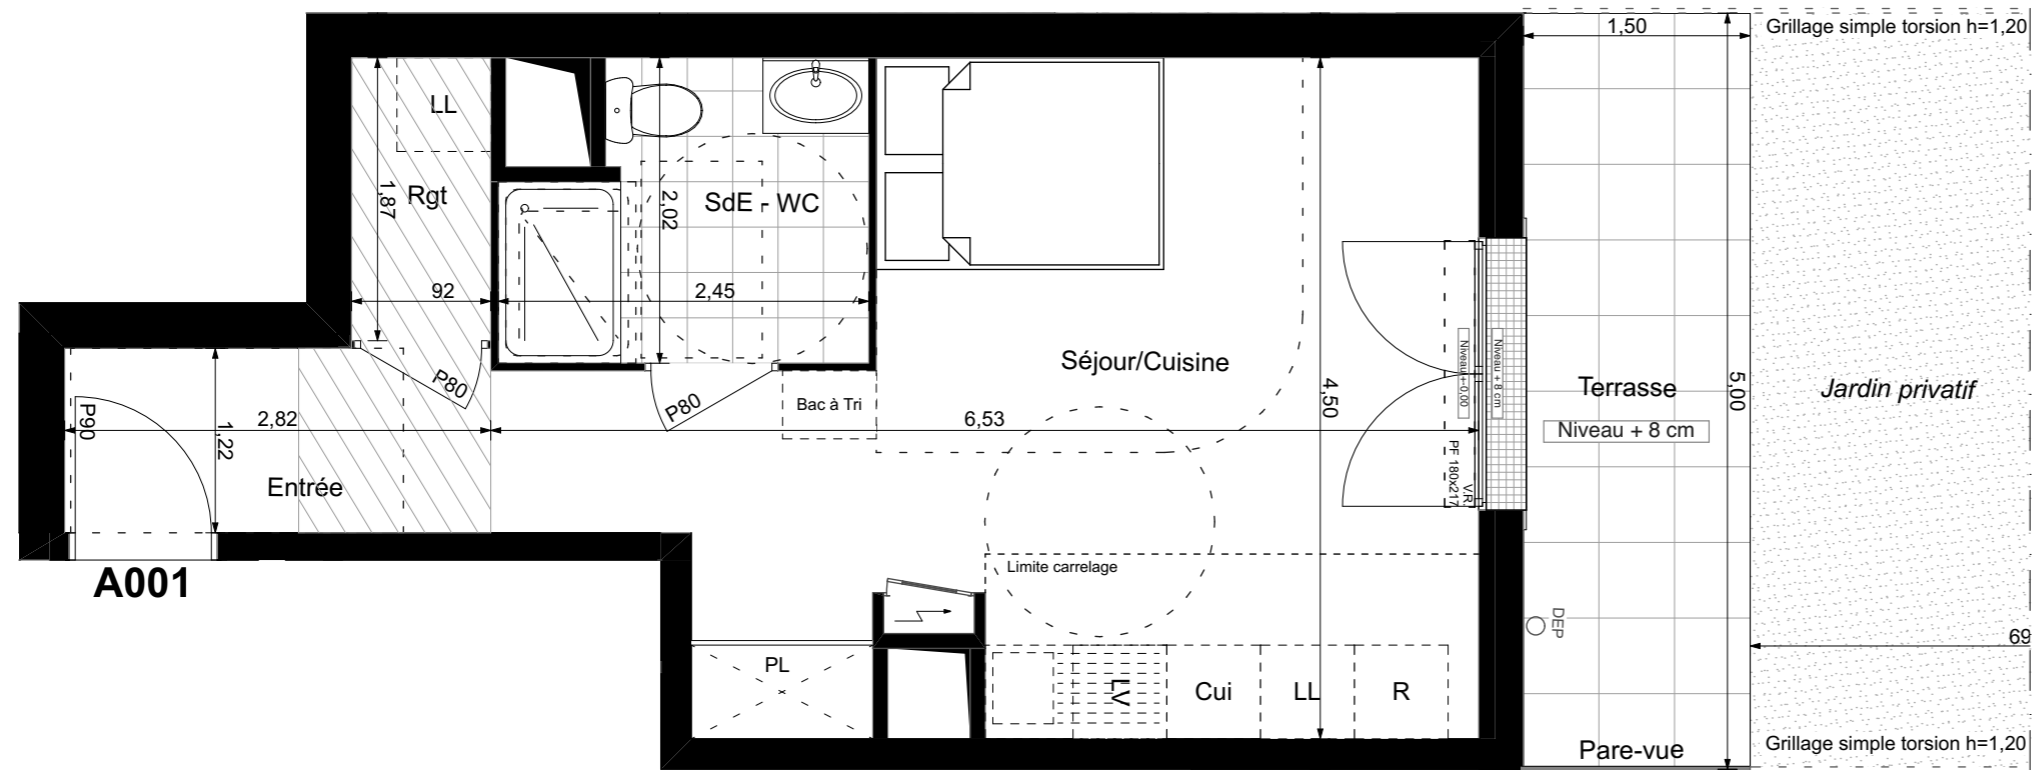 1,50
Grillage simple torsion h=1,20
LL
Rgt
1,87
2,02
SdE - WC
92
2,45
P80
P90
2,82
1,22
Entrée
A001
P80
Bac à Tri
6,53
Séjour/Cuisine
4,50
Niveau +- 0,00
Niveau + 8 cm
PF 180x217
V.R.
Terrasse
Niveau + 8 cm
5,00
Jardin privatif
Limite carrelage
PL
LV
Cui
LL
R
DEP
69
Pare-vue
Grillage simple torsion h=1,20